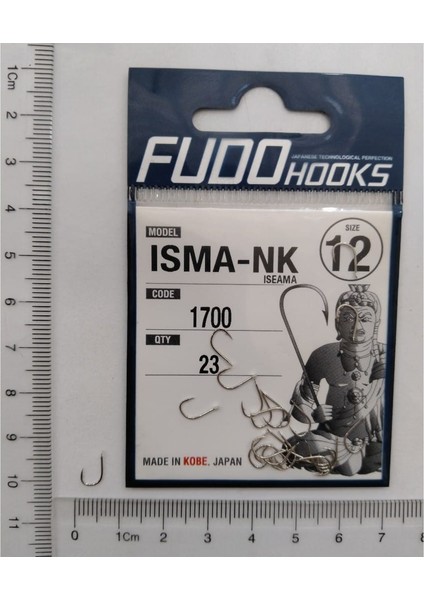 FUDO HOOKS
JAPANESE TECHNOLOGICAL PERFECTION
MODEL
SIZE
ISMA-NK
12
ISEAMA
CODE
1700
QTY
23
MADE IN KOBE, JAPAN
1Cm
2
3
4
5
6
7
8
9
10
11
0 1Cm 2 3 4 5 6 7 8